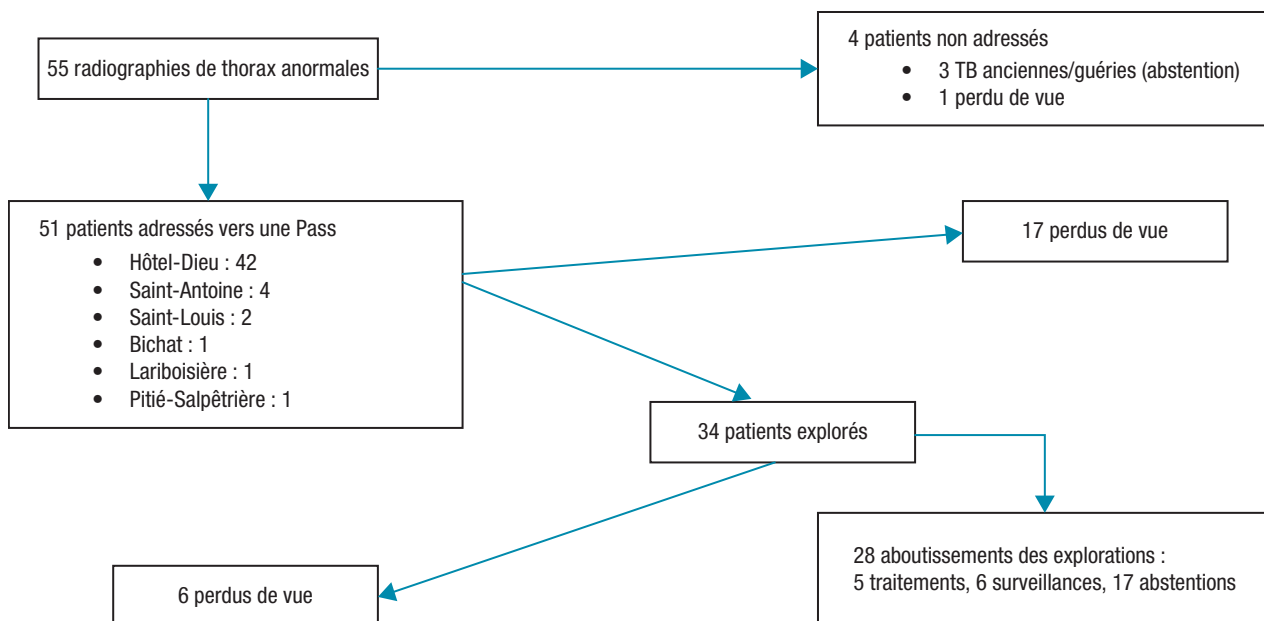 55 radiographies de thorax anormales
4 patients non adressés
• 3 TB anciennes/guéries (abstention)
• 1 perdu de vue
51 patients adressés vers une Pass
• Hôtel-Dieu : 42
• Saint-Antoine : 4
• Saint-Louis : 2
• Bichat : 1
• Lariboisière : 1
• Pitié-Salpêtrière : 1
17 perdus de vue
34 patients explorés
28 aboutissements des explorations :
5 traitements, 6 surveillances, 17 abstentions
6 perdus de vue